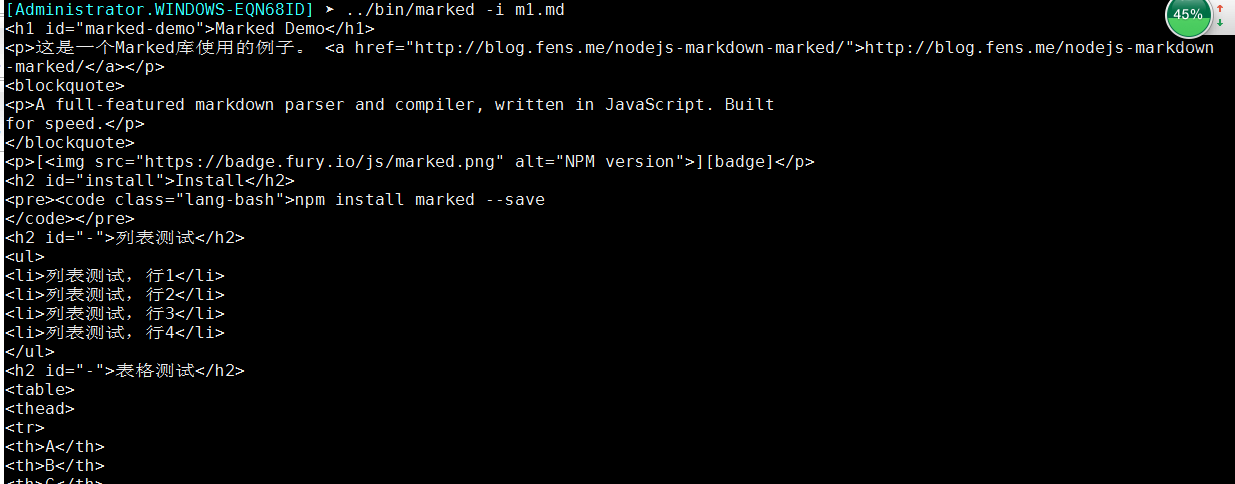 [Administrator.WINDOWS-EQN68ID] ➤ ../bin/marked -i m1.md
45%
<h1 id="marked-demo">Marked Demo</h1>
<p>这是一个Marked库使用的例子。 <a href="http://blog.fens.me/nodejs-markdown-marked/">http://blog.fens.me/nodejs-markdown
-marked/</a></p>
<blockquote>
<p>A full-featured markdown parser and compiler, written in JavaScript. Built
for speed.</p>
</blockquote>
<p>[<img src="https://badge.fury.io/js/marked.png" alt="NPM version">][badge]</p>
<h2 id="install">Install</h2>
<pre><code class="lang-bash">npm install marked --save
</code></pre>
<h2 id="-">列表测试</h2>
<ul>
<li>列表测试，行1</li>
<li>列表测试，行2</li>
<li>列表测试，行3</li>
<li>列表测试，行4</li>
</ul>
<h2 id="-">表格测试</h2>
<table>
<thead>
<tr>
<th>A</th>
<th>B</th>
<th>C</th>